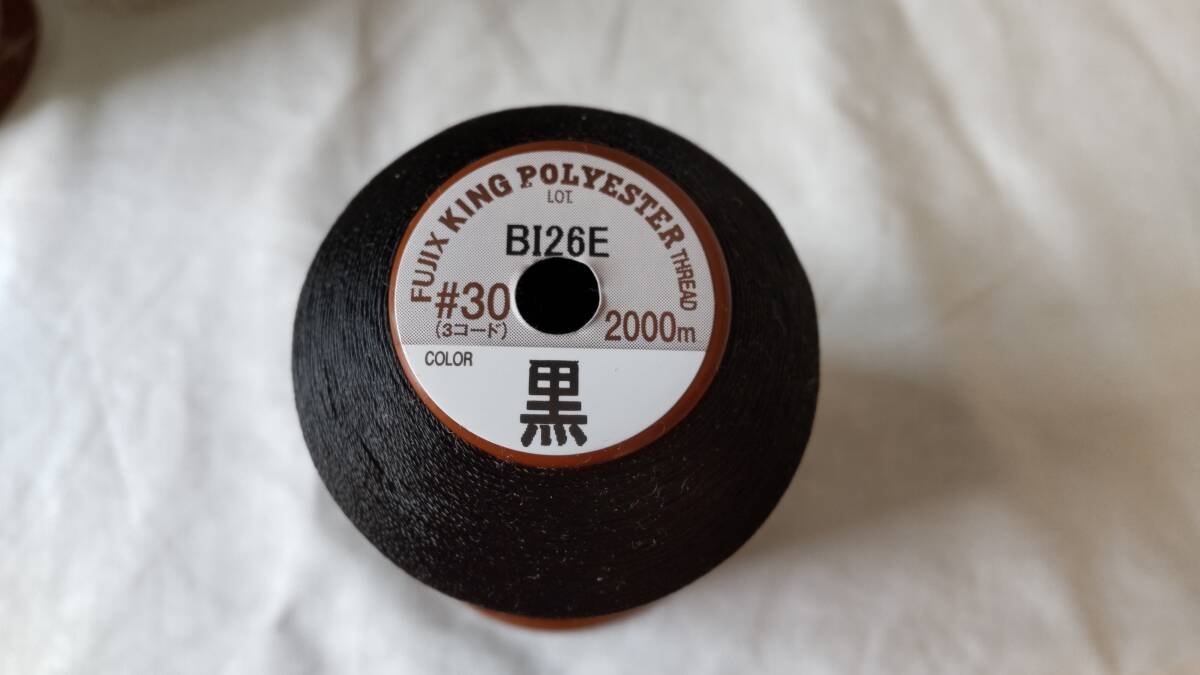 FUJIX KING POLYESTER THREAD
LOT.
BI26E
#30
(3コード)
2000m
COLOR
黒